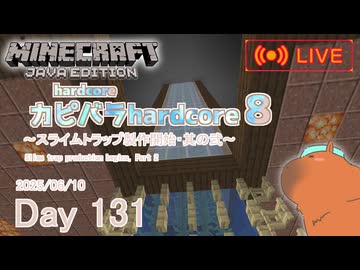 MINECRAFT
JAVA EDITION
LIVE
hardcore
カピバラhardcore8
～スライムトラップ製作開始・其の弐～
Slime trap production begins, Part 2
2025/06/10
Day 131